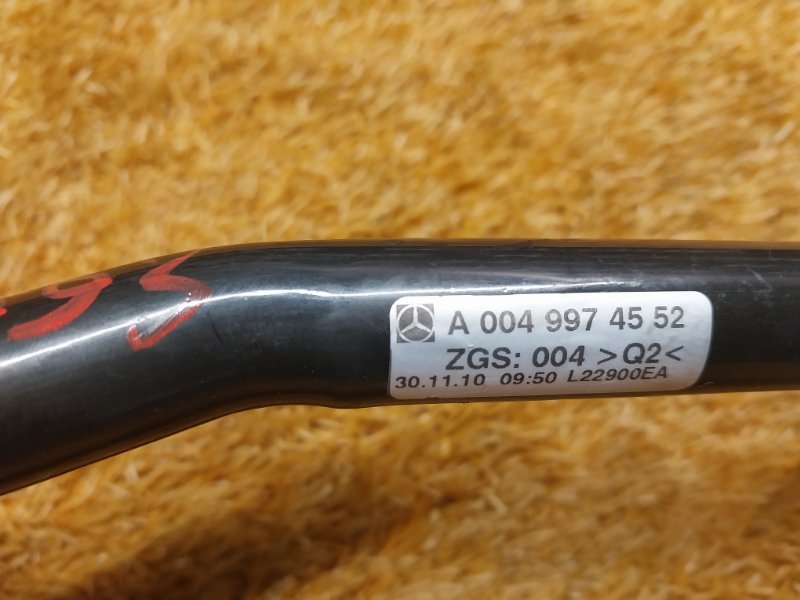 A 004 997 45 52
ZGS: 004 >Q2<
30.11.10 09:50 L22900EA